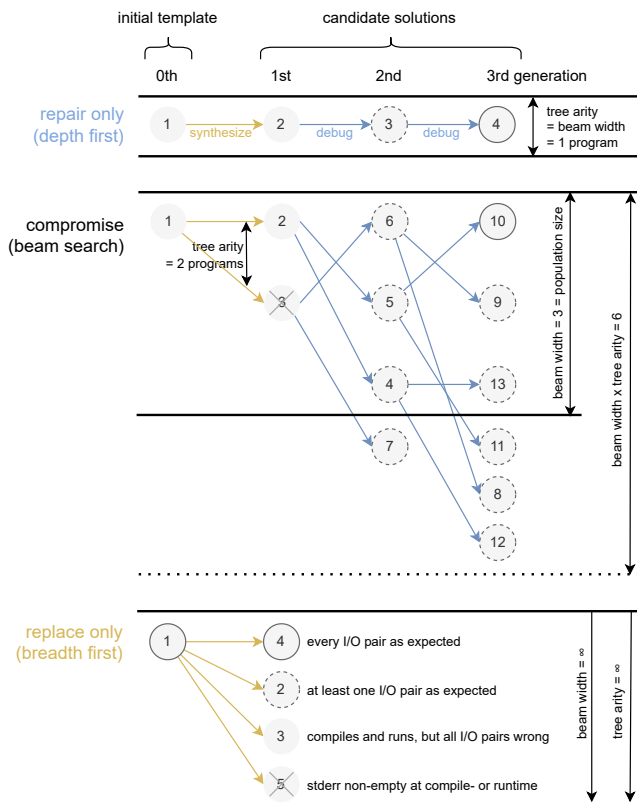 initial template
candidate solutions
0th
1st
2nd
3rd generation
repair only
(depth first)
1
synthesize
2
debug
3
debug
4
tree arity
= beam width
= 1 program
compromise
(beam search)
1
2
6
10
tree arity
= 2 programs
3
5
9
4
13
7
11
8
12
beam width = 3 = population size
beam width x tree arity = 6
replace only
(breadth first)
1
4
every I/O pair as expected
2
at least one I/O pair as expected
3
compiles and runs, but all I/O pairs wrong
5
stderr non-empty at compile- or runtime
beam width = ∞
tree arity = ∞